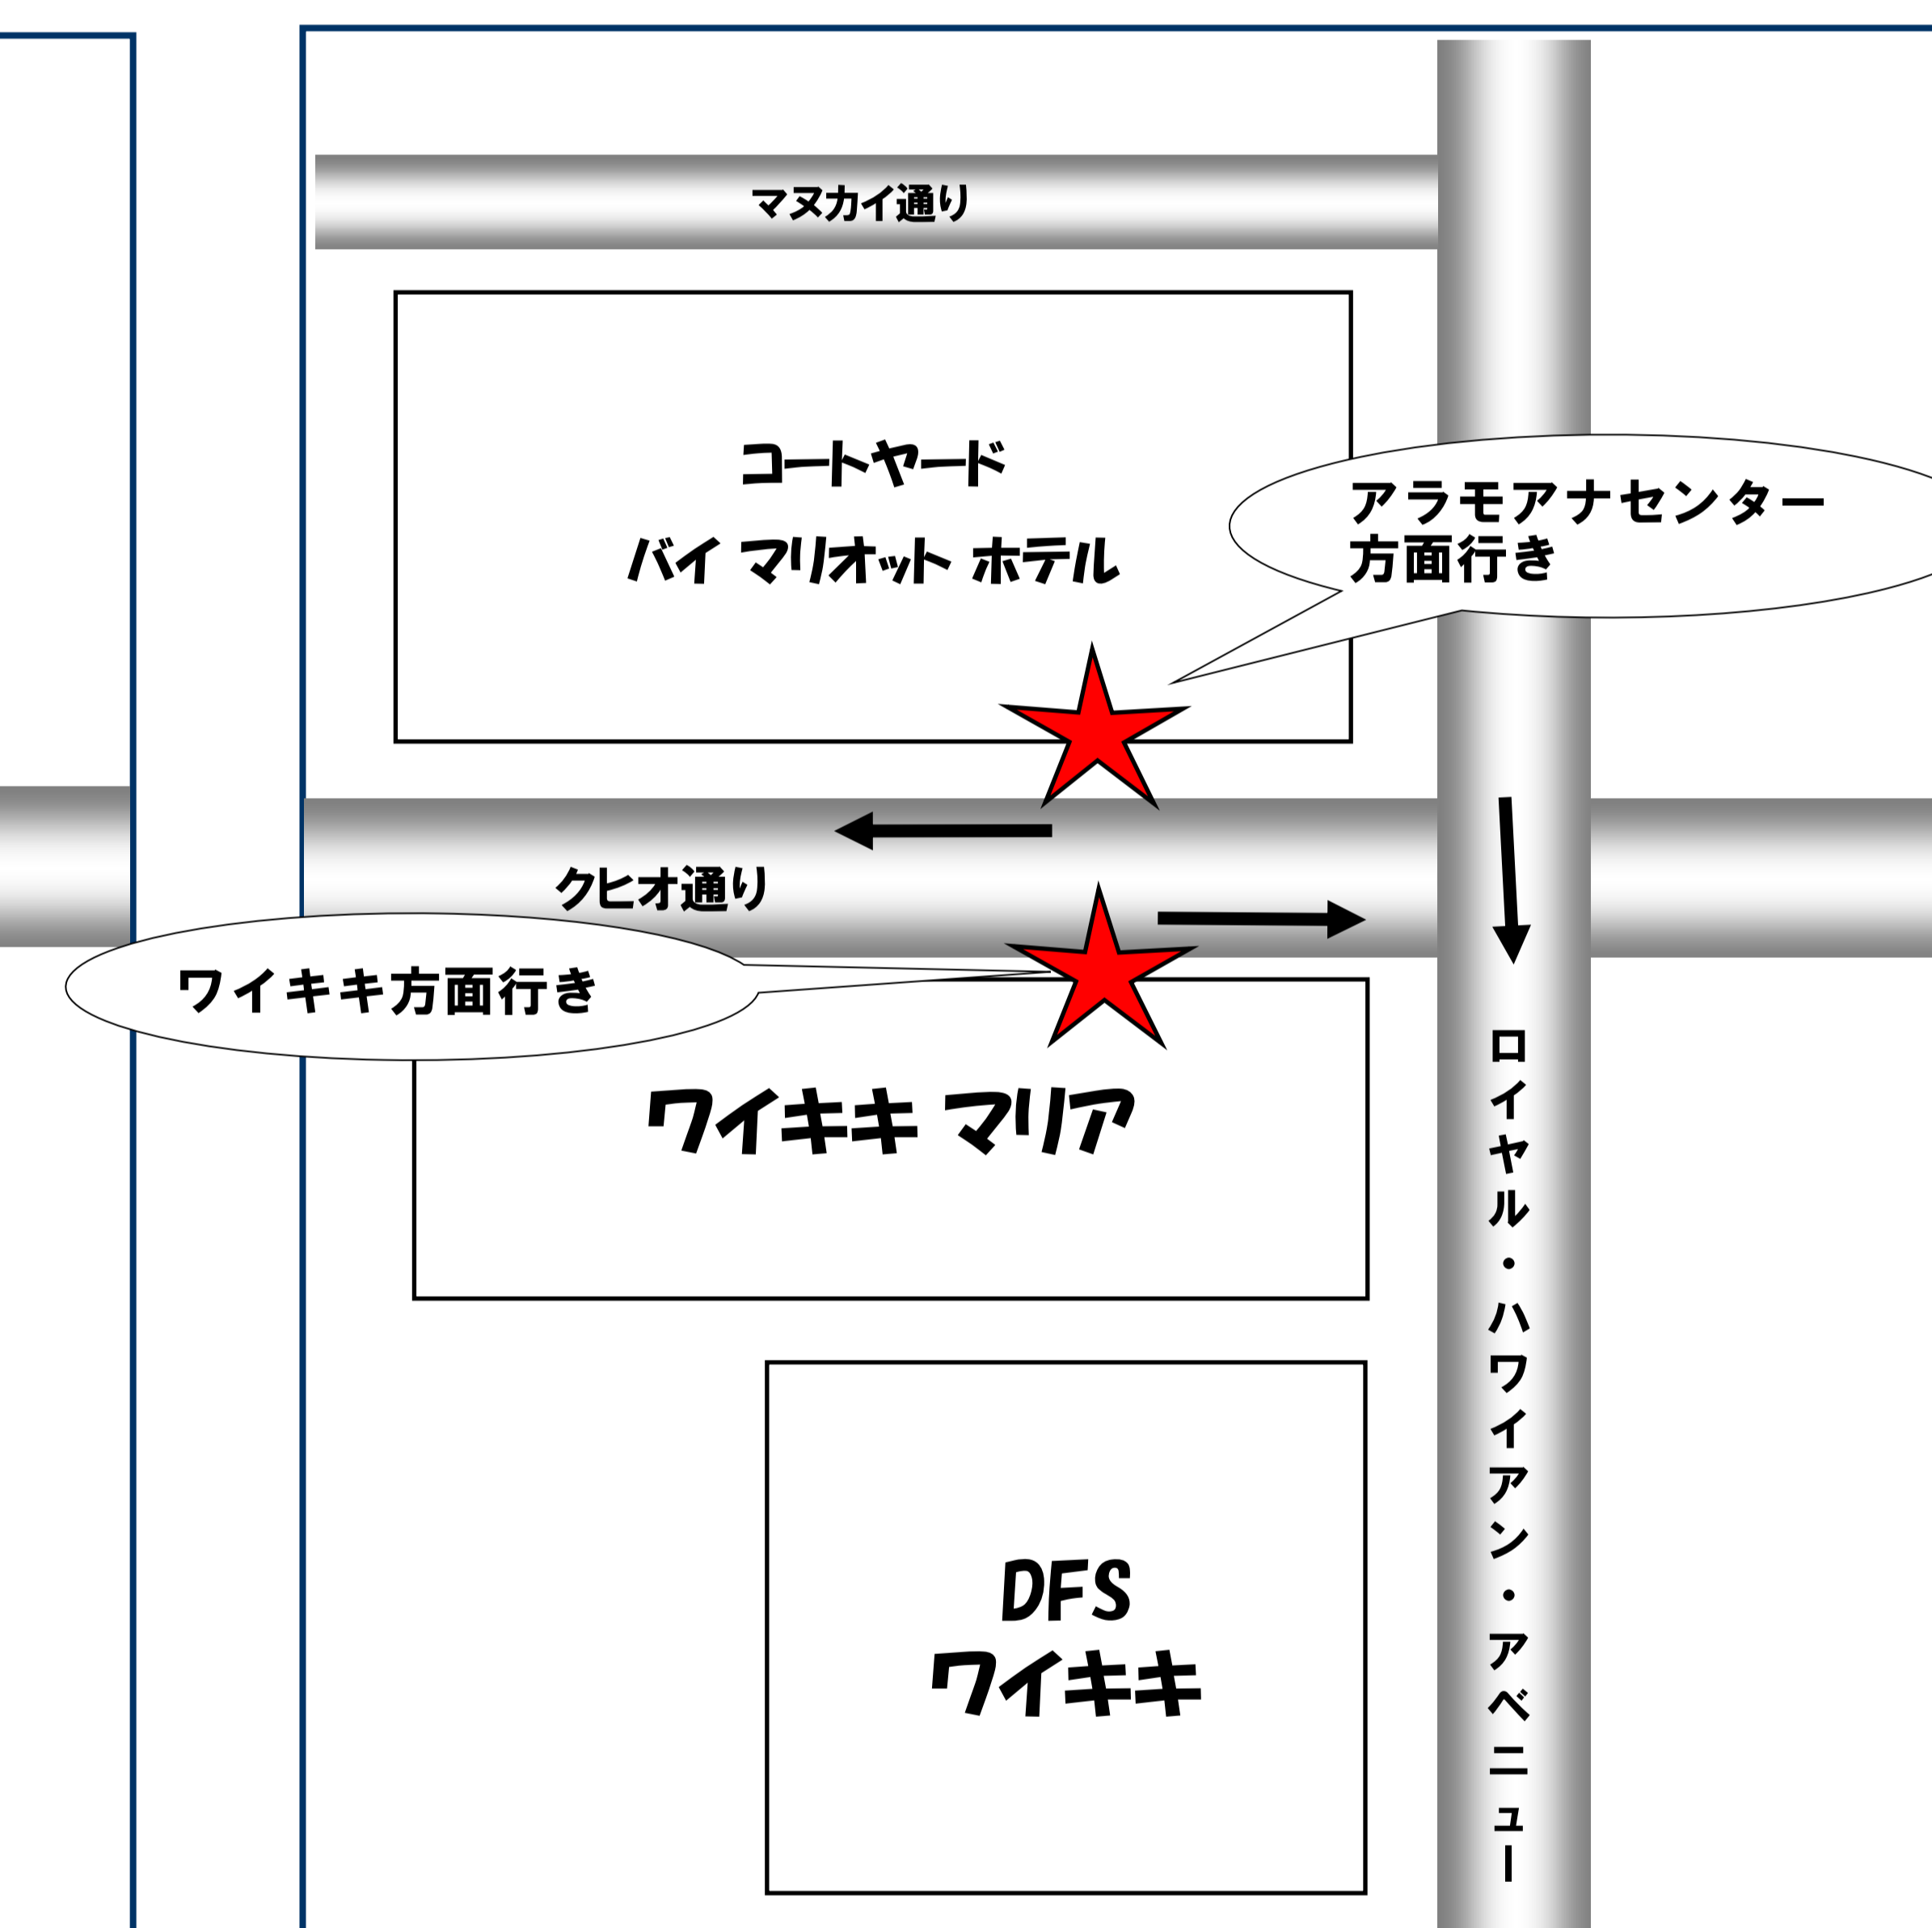 マヌカイ通り
コートヤード
バイ マリオット ホテル
アラモアナセンター
方面行き
クヒオ通り
ワイキキ方面行き
ワイキキ マリア
ロイヤル・ハワイアン・アベニュー
DFS
ワイキキ